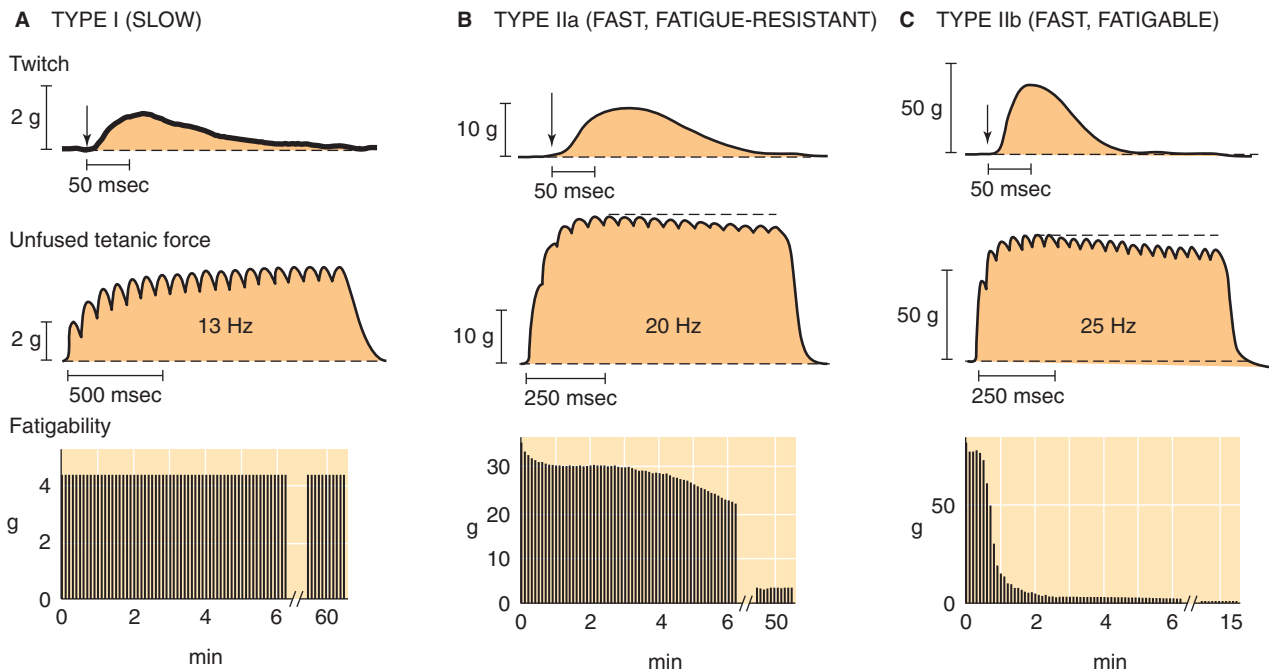 A TYPE I (SLOW)
B TYPE IIa (FAST, FATIGUE-RESISTANT)
C TYPE IIb (FAST, FATIGABLE)
Twitch
2 g
50 msec
10 g
50 msec
50 g
50 msec
Unfused tetanic force
2 g
13 Hz
500 msec
10 g
20 Hz
250 msec
50 g
25 Hz
250 msec
Fatigability
4
g
2
0
0 2 4 6 60
min
30
20
g
10
0
0 2 4 6 50
min
50
g
0
0 2 4 6 15
min